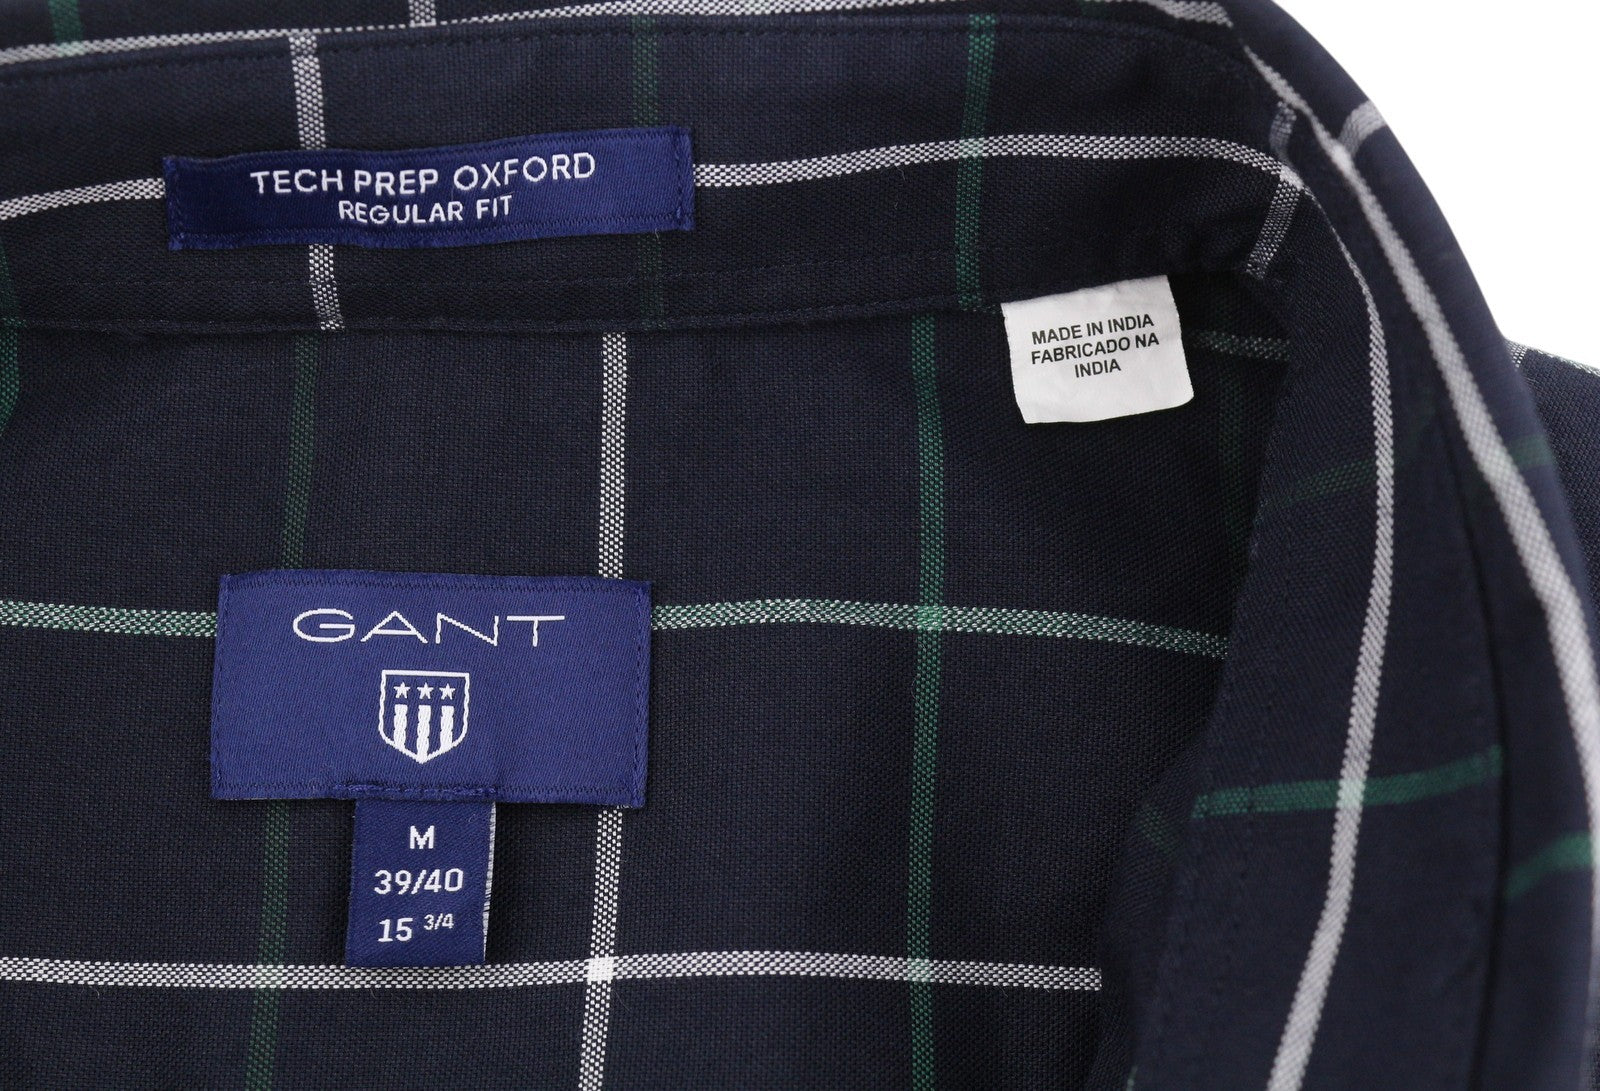 TECH PREP OXFORD
REGULAR FIT
MADE IN INDIA
FABRICADO NA
INDIA
GANT
M
39/40
15 3/4